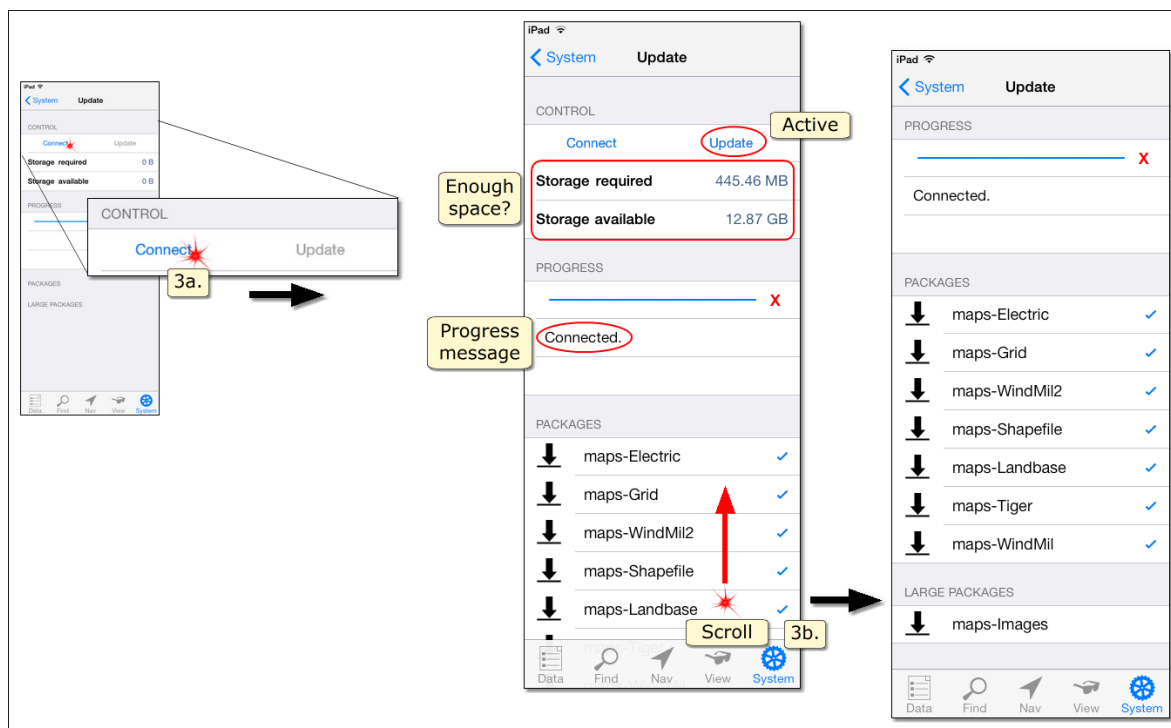 iPad
System Update
CONTROL
Connect Update
Storage required 0 B
Storage available 0 B
PROGRESS
PACKAGES
LARGE PACKAGES
Data Find Nav View System
CONTROL
Connect Update
3a.
iPad
System Update
CONTROL
Connect Update
Active
Enough
space?
Storage required 445.46 MB
Storage available 12.87 GB
PROGRESS
X
Progress
message
Connected.
PACKAGES
maps-Electric
maps-Grid
maps-WindMil2
maps-Shapefile
maps-Landbase
Scroll
3b.
maps-Tiger
maps-WindMil
Data Find Nav View System
iPad
System Update
PROGRESS
X
Connected.
PACKAGES
maps-Electric
maps-Grid
maps-WindMil2
maps-Shapefile
maps-Landbase
maps-Tiger
maps-WindMil
LARGE PACKAGES
maps-Images
Data Find Nav View System